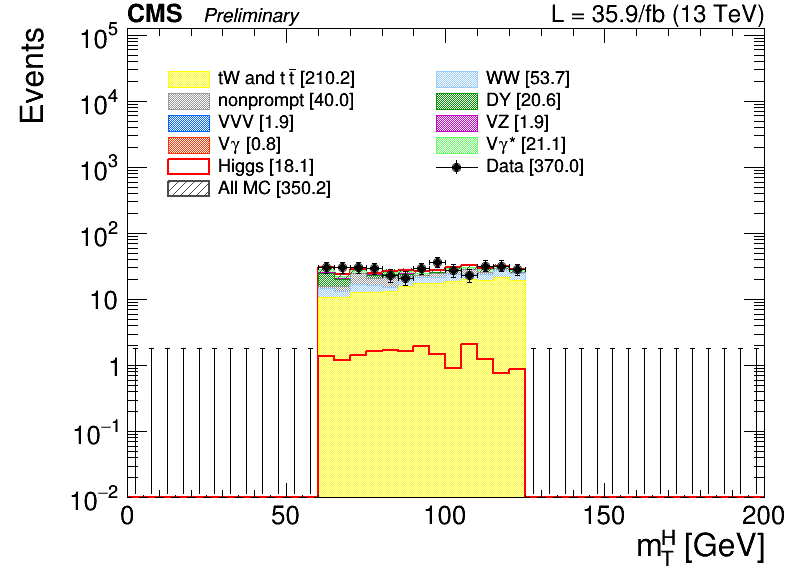 CMS Preliminary L = 35.9/fb (13 TeV)
Events
10⁵
10⁴
10³
10²
10
1
10⁻¹
10⁻²
tW and tt̄ [210.2] WW [53.7]
nonprompt [40.0] DY [20.6]
VVV [1.9] VZ [1.9]
Vγ [0.8] Vγ* [21.1]
Higgs [18.1] Data [370.0]
All MC [350.2]
0 50 100 150 200
m_T^H [GeV]